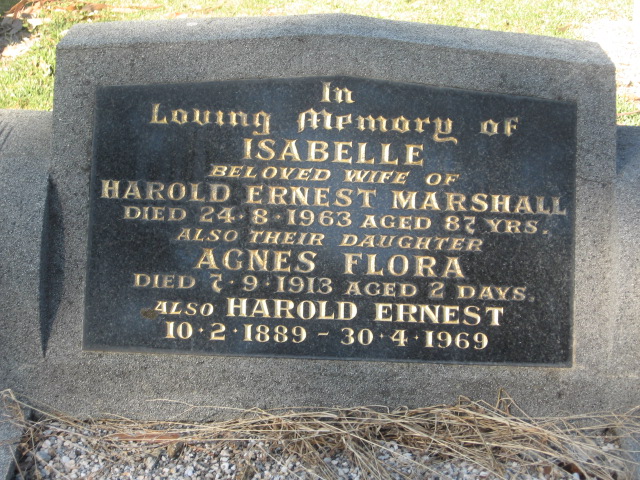 In
Loving Memory of
ISABELLE
BELOVED WIFE OF
HAROLD ERNEST MARSHALL
DIED 24·8·1963 AGED 87 YRS.
ALSO THEIR DAUGHTER
AGNES FLORA
DIED 7·9·1913 AGED 2 DAYS.
ALSO HAROLD ERNEST
10·2·1889 - 30·4·1969